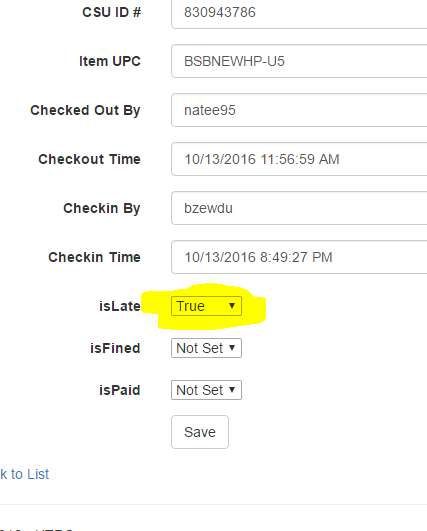 CSU ID # 830943786
Item UPC BSBNEWHP-U5
Checked Out By natee95
Checkout Time 10/13/2016 11:56:59 AM
Checkin By bzewdu
Checkin Time 10/13/2016 8:49:27 PM
isLate True
isFined Not Set
isPaid Not Set
Save
k to List